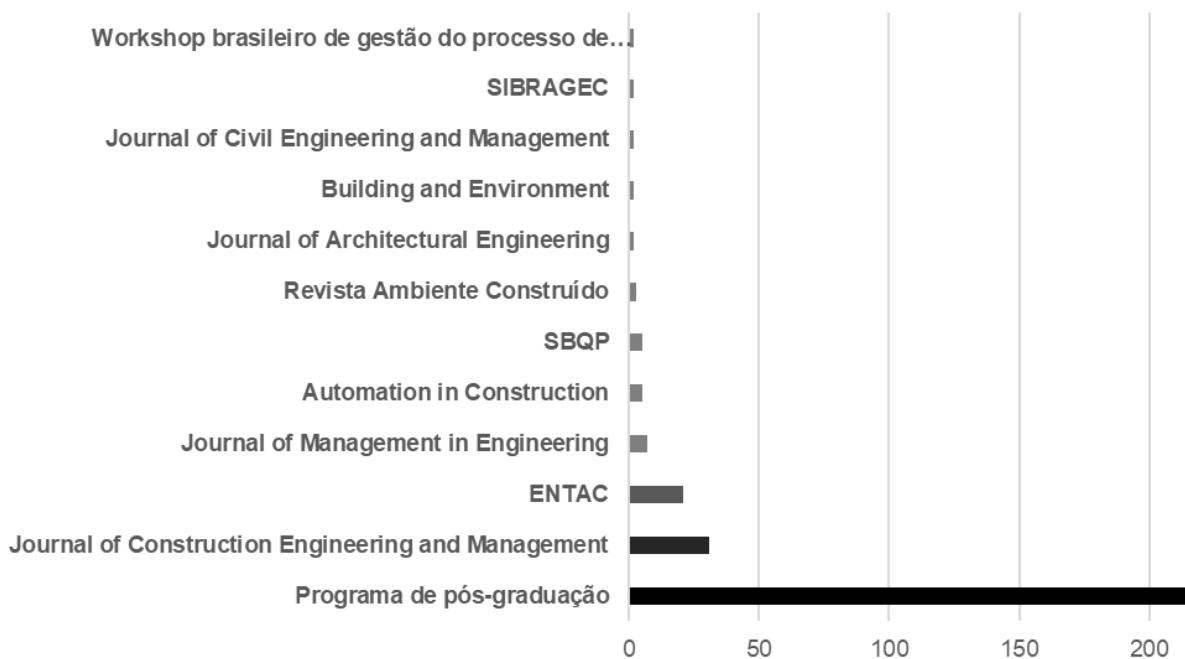 Workshop brasileiro de gestão do processo de...
SIBRAGEC
Journal of Civil Engineering and Management
Building and Environment
Journal of Architectural Engineering
Revista Ambiente Construído
SBQP
Automation in Construction
Journal of Management in Engineering
ENTAC
Journal of Construction Engineering and Management
Programa de pós-graduação
0 50 100 150 200